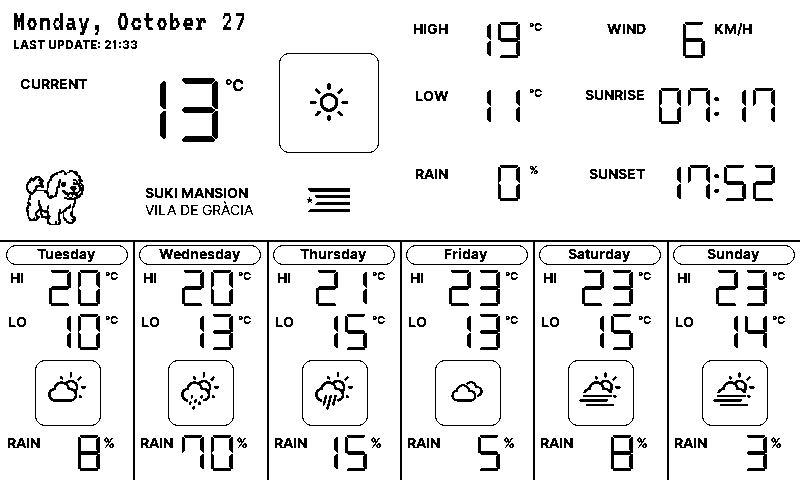 Monday, October 27
LAST UPDATE: 21:33
CURRENT 13 °C
SUKI MANSION
VILA DE GRÀCIA
HIGH 19 °C
LOW 11 °C
RAIN 0 %
WIND 6 KM/H
SUNRISE 07:17
SUNSET 17:52
Tuesday
HI 20 °C
LO 10 °C
RAIN 8 %
Wednesday
HI 20 °C
LO 13 °C
RAIN 70 %
Thursday
HI 21 °C
LO 15 °C
RAIN 15 %
Friday
HI 23 °C
LO 13 °C
RAIN 5 %
Saturday
HI 23 °C
LO 15 °C
RAIN 8 %
Sunday
HI 23 °C
LO 14 °C
RAIN 3 %